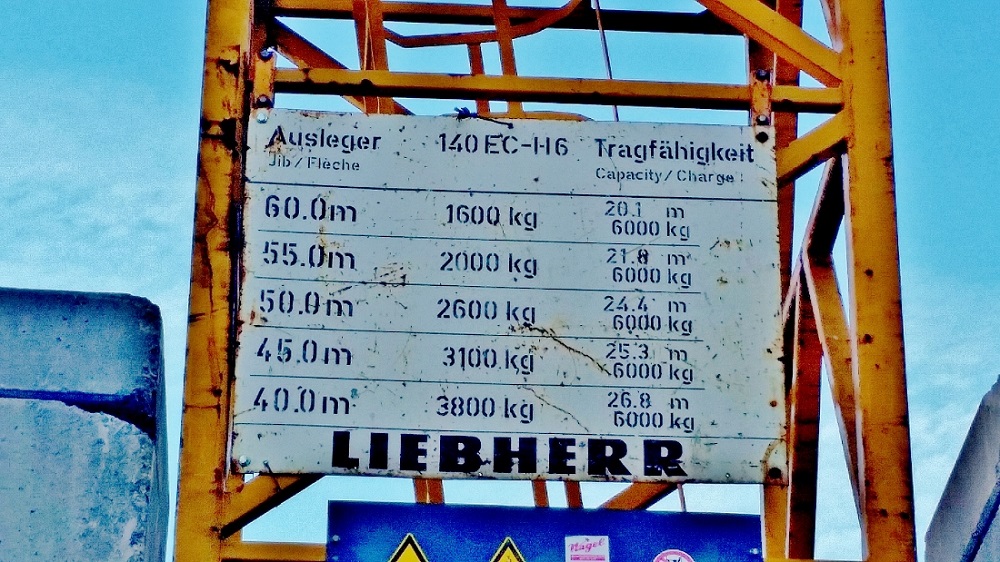 Ausleger 140 EC-H6 Tragfähigkeit
Jib/Flèche Capacity/Charge
60.0m 1600 kg 20.1 m
6000 kg
55.0m 2000 kg 21.8 m
6000 kg
50.0m 2600 kg 24.4 m
6000 kg
45.0m 3100 kg 25.3 m
6000 kg
40.0m 3800 kg 26.8 m
6000 kg
LIEBHERR
Nagel